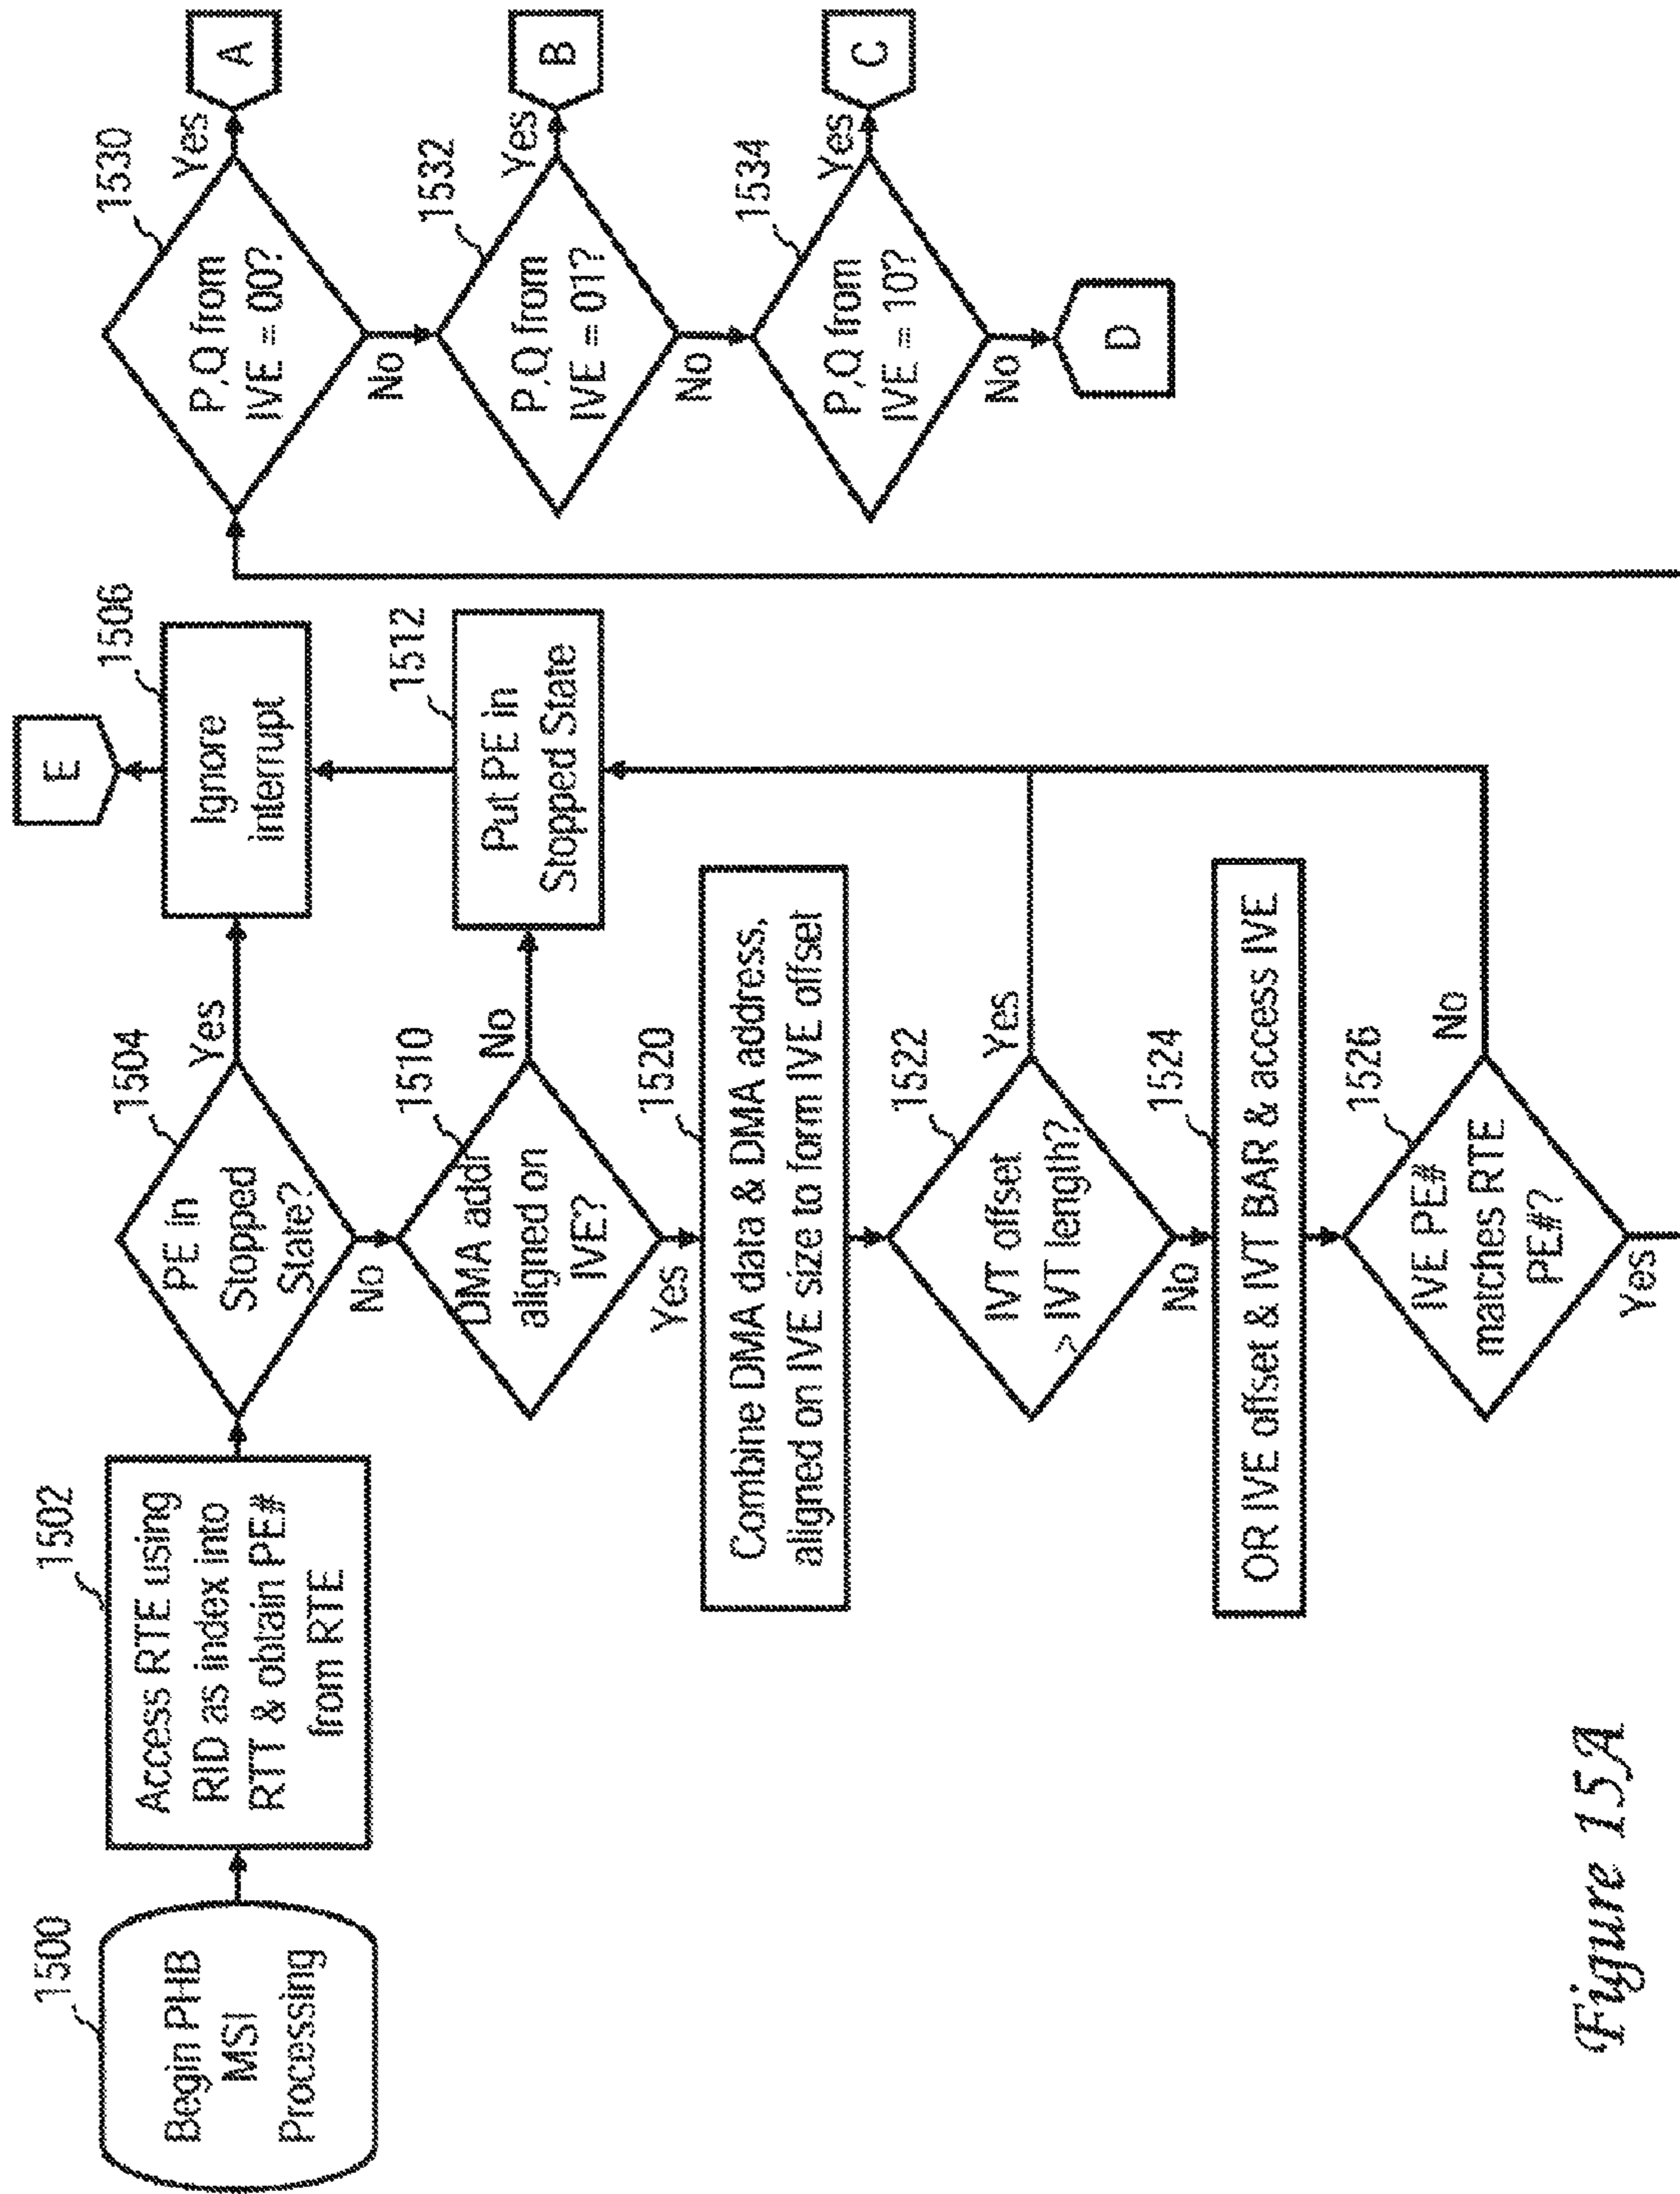 1500
Begin PHB
MSI
Processing
1502
Access RTE using
RID as index into
RTT & obtain PE#
from RTE
1504
PE in
Stopped
State?
Yes
No
1506
Ignore
interrupt
E
1510
DMA addr
aligned on
IVE?
No
Yes
1512
Put PE in
Stopped State
1520
Combine DMA data & DMA address,
aligned on IVE size to form IVE offset
1522
IVT offset
> IVT length?
Yes
No
1524
OR IVE offset & IVT BAR & access IVE
1526
IVE PE#
matches RTE
PE#?
No
Yes
1530
P,Q from
IVE = 00?
Yes
A
No
1532
P,Q from
IVE = 01?
Yes
B
No
1534
P,Q from
IVE = 10?
Yes
C
No
D
Figure 15A